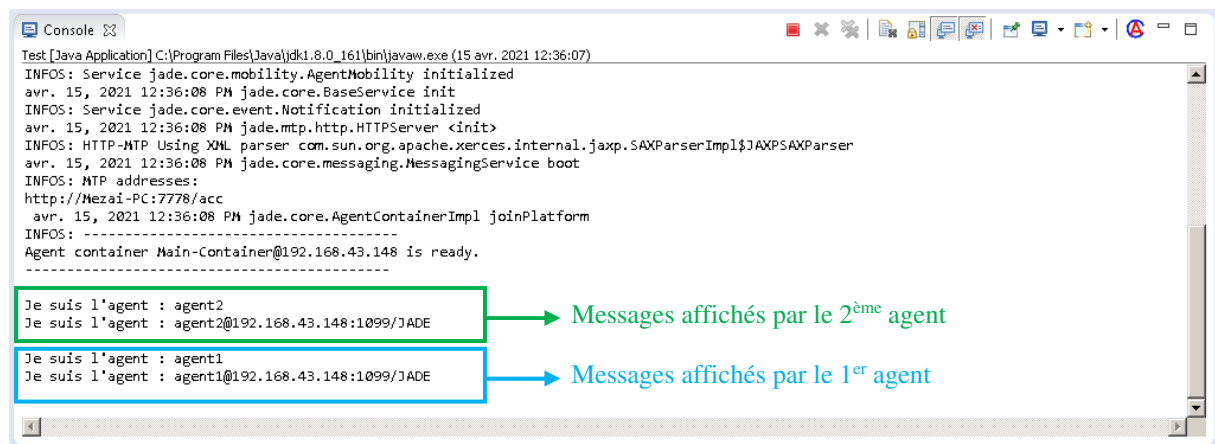 Console
Test [Java Application] C:\Program Files\Java\jdk1.8.0_161\bin\javaw.exe (15 avr. 2021 12:36:07)
INFOS: Service jade.core.mobility.AgentMobility initialized
avr. 15, 2021 12:36:08 PM jade.core.BaseService init
INFOS: Service jade.core.event.Notification initialized
avr. 15, 2021 12:36:08 PM jade.mtp.http.HTTPServer <init>
INFOS: HTTP-MTP Using XML parser com.sun.org.apache.xerces.internal.jaxp.SAXParserImpl$JAXPSAXParser
avr. 15, 2021 12:36:08 PM jade.core.messaging.MessagingService boot
INFOS: MTP addresses:
http://Mezai-PC:7778/acc
avr. 15, 2021 12:36:08 PM jade.core.AgentContainerImpl joinPlatform
INFOS: --------------------------------------
Agent container Main-Container@192.168.43.148 is ready.
--------------------------------------------
Je suis l'agent : agent2
Je suis l'agent : agent2@192.168.43.148:1099/JADE
Messages affichés par le 2ème agent
Je suis l'agent : agent1
Je suis l'agent : agent1@192.168.43.148:1099/JADE
Messages affichés par le 1er agent